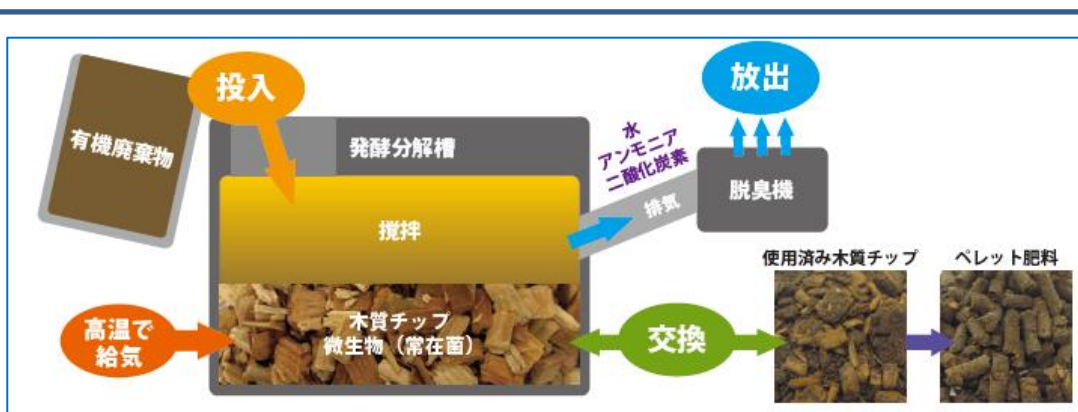 有機廃棄物
投入
発酵分解槽
撹拌
木質チップ
微生物（常在菌）
高温で
給気
水
アンモニア
二酸化炭素
排気
放出
脱臭機
交換
使用済み木質チップ
ペレット肥料